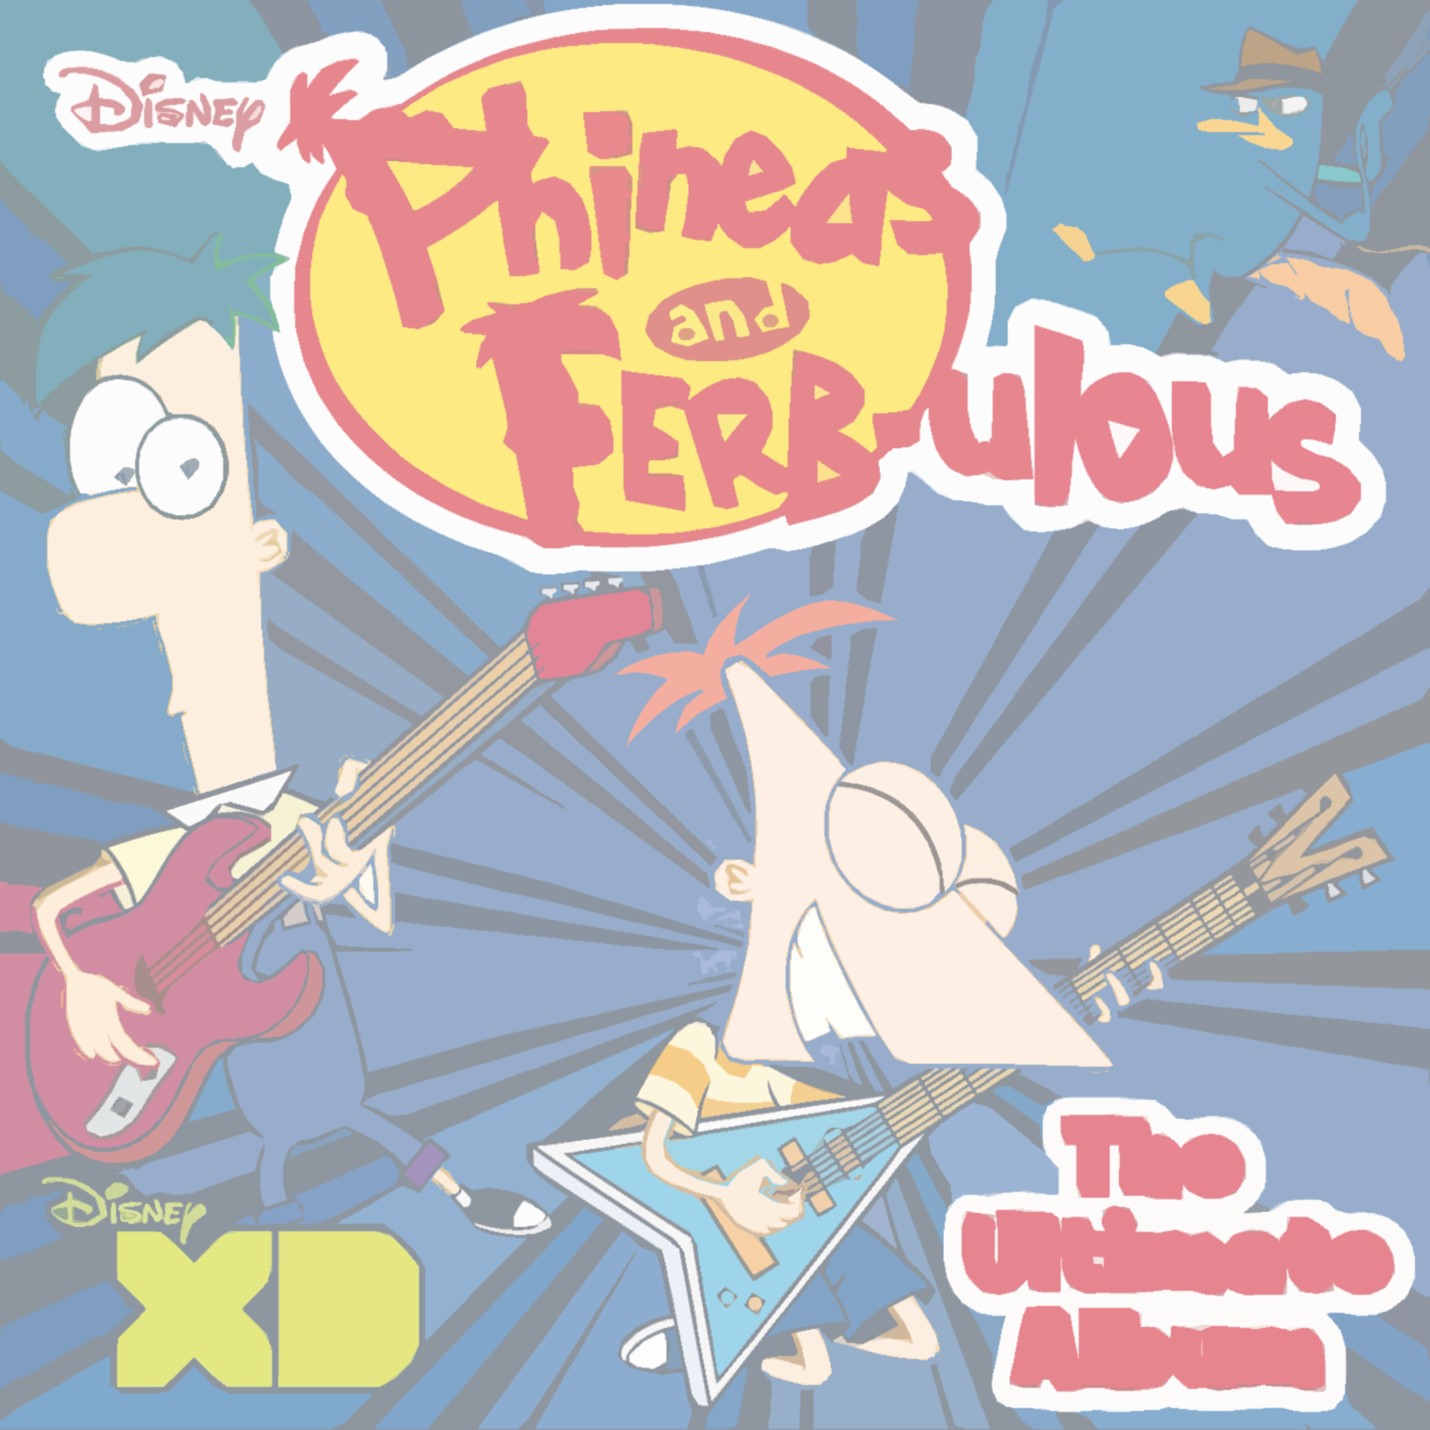 Disney
Phineas
and
FERB-ulous
The
Ultimate
Album
Disney
XD